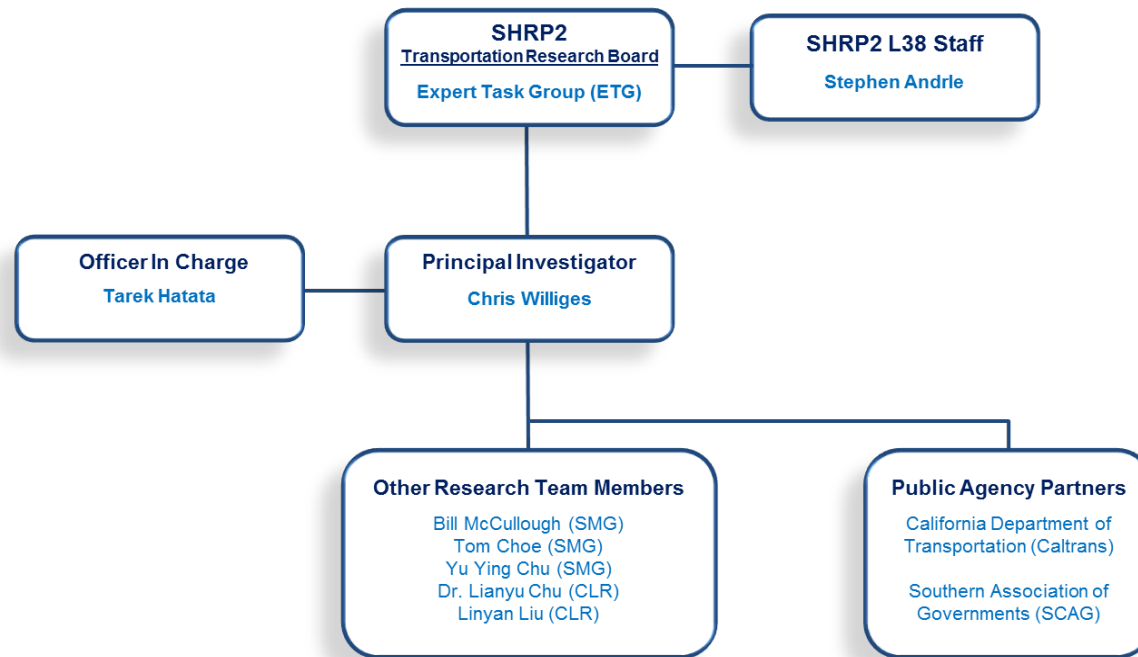 SHRP2
Transportation Research Board
Expert Task Group (ETG)
SHRP2 L38 Staff
Stephen Andrle
Officer In Charge
Tarek Hatata
Principal Investigator
Chris Williges
Other Research Team Members
Bill McCullough (SMG)
Tom Choe (SMG)
Yu Ying Chu (SMG)
Dr. Lianyu Chu (CLR)
Linyan Liu (CLR)
Public Agency Partners
California Department of
Transportation (Caltrans)
Southern Association of
Governments (SCAG)